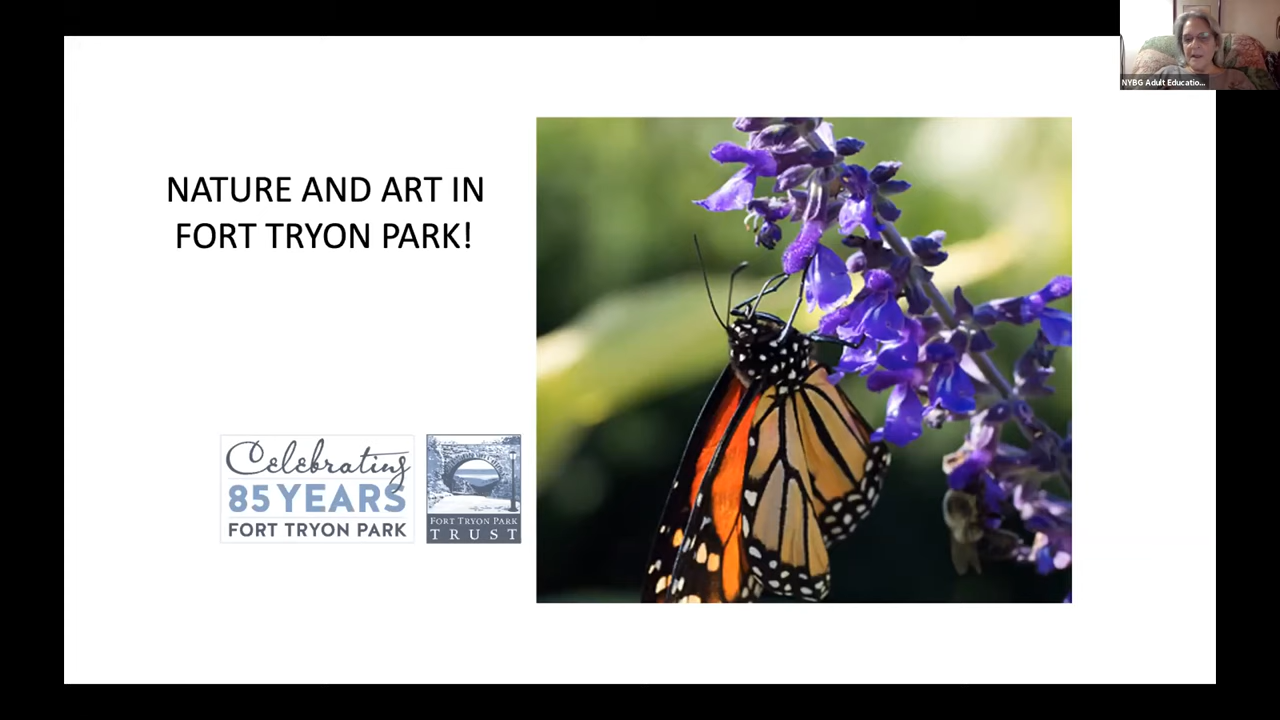 NYBG Adult Educatio...
NATURE AND ART IN
FORT TRYON PARK!
Celebrating
85 YEARS
FORT TRYON PARK
FORT TRYON PARK
TRUST